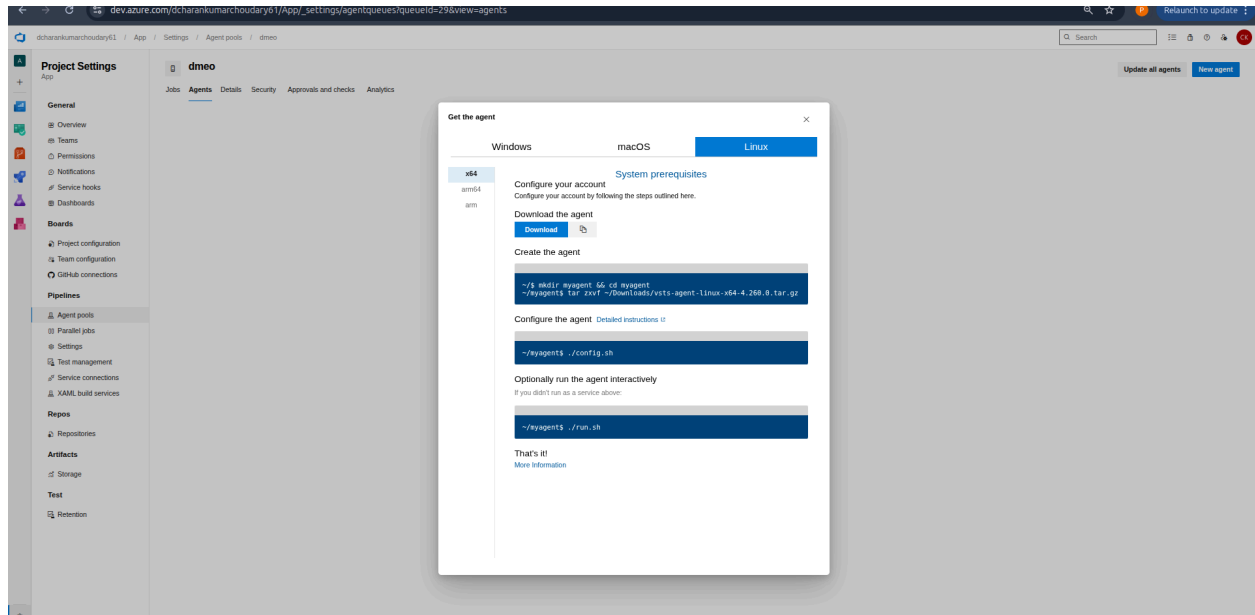 dev.azure.com/dcharankumarchoudary61/App/_settings/agentqueues?queueId=29&view=agents
P
Relaunch to update
dcharankumarchoudary61 / App / Settings / Agent pools / dmeo
Search
CK
A
Project Settings
App
General
Overview
Teams
Permissions
Notifications
Service hooks
Dashboards
Boards
Project configuration
Team configuration
GitHub connections
Pipelines
Agent pools
Parallel jobs
Settings
Test management
Service connections
XAML build services
Repos
Repositories
Artifacts
Storage
Test
Retention
dmeo
Update all agents
New agent
Jobs Agents Details Security Approvals and checks Analytics
Get the agent
Windows macOS Linux
x64
arm64
arm
System prerequisites
Configure your account
Configure your account by following the steps outlined here.
Download the agent
Download
Create the agent
~/$ mkdir myagent && cd myagent
~/myagent$ tar zxvf ~/Downloads/vsts-agent-linux-x64-4.260.0.tar.gz
Configure the agent Detailed instructions
~/myagent$ ./config.sh
Optionally run the agent interactively
If you didn't run as a service above:
~/myagent$ ./run.sh
That's it!
More Information